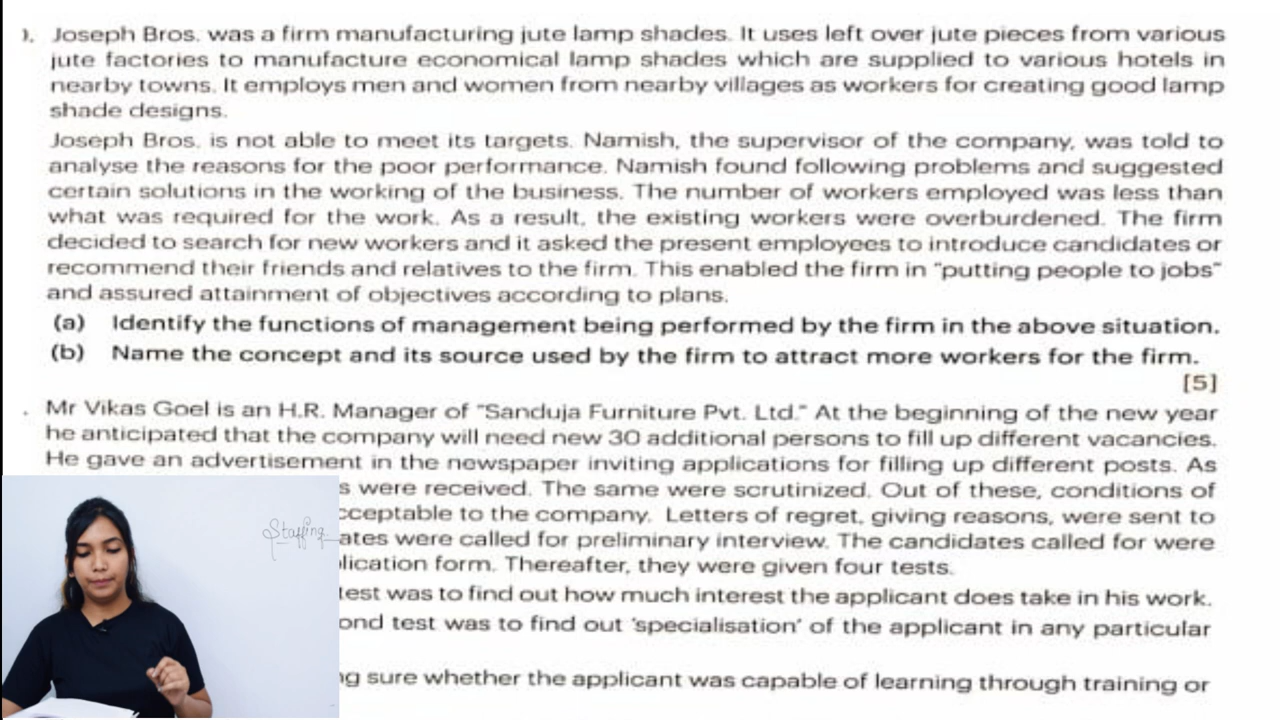 ). Joseph Bros. was a firm manufacturing jute lamp shades. It uses left over jute pieces from various
jute factories to manufacture economical lamp shades which are supplied to various hotels in
nearby towns. It employs men and women from nearby villages as workers for creating good lamp
shade designs.
Joseph Bros. is not able to meet its targets. Namish, the supervisor of the company, was told to
analyse the reasons for the poor performance. Namish found following problems and suggested
certain solutions in the working of the business. The number of workers employed was less than
what was required for the work. As a result, the existing workers were overburdened. The firm
decided to search for new workers and it asked the present employees to introduce candidates or
recommend their friends and relatives to the firm. This enabled the firm in "putting people to jobs"
and assured attainment of objectives according to plans.
(a) Identify the functions of management being performed by the firm in the above situation.
(b) Name the concept and its source used by the firm to attract more workers for the firm.
[5]
. Mr Vikas Goel is an H.R. Manager of "Sanduja Furniture Pvt. Ltd." At the beginning of the new year
he anticipated that the company will need new 30 additional persons to fill up different vacancies.
He gave an advertisement in the newspaper inviting applications for filling up different posts. As
s were received. The same were scrutinized. Out of these, conditions of
cceptable to the company. Letters of regret, giving reasons, were sent to
Staffing
ates were called for preliminary interview. The candidates called for were
lication form. Thereafter, they were given four tests.
test was to find out how much interest the applicant does take in his work.
ond test was to find out 'specialisation' of the applicant in any particular
ng sure whether the applicant was capable of learning through training or